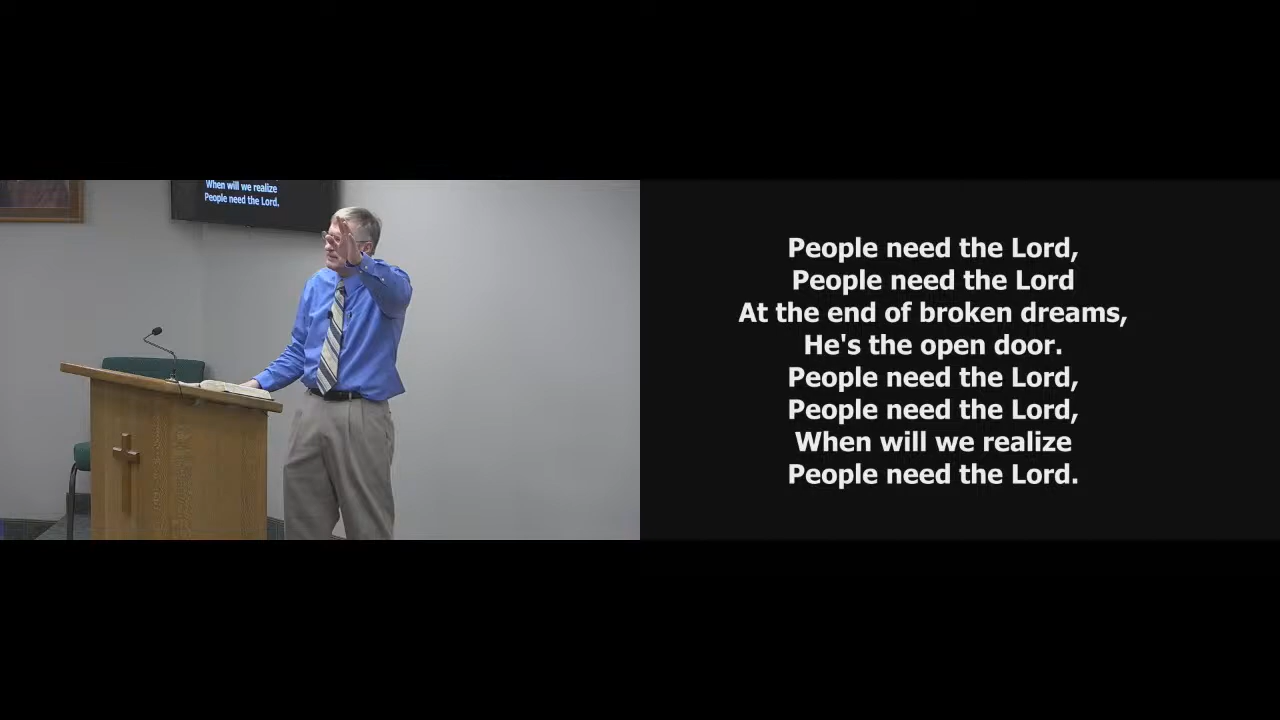 When will we realize
People need the Lord.
People need the Lord,
People need the Lord
At the end of broken dreams,
He's the open door.
People need the Lord,
People need the Lord,
When will we realize
People need the Lord.